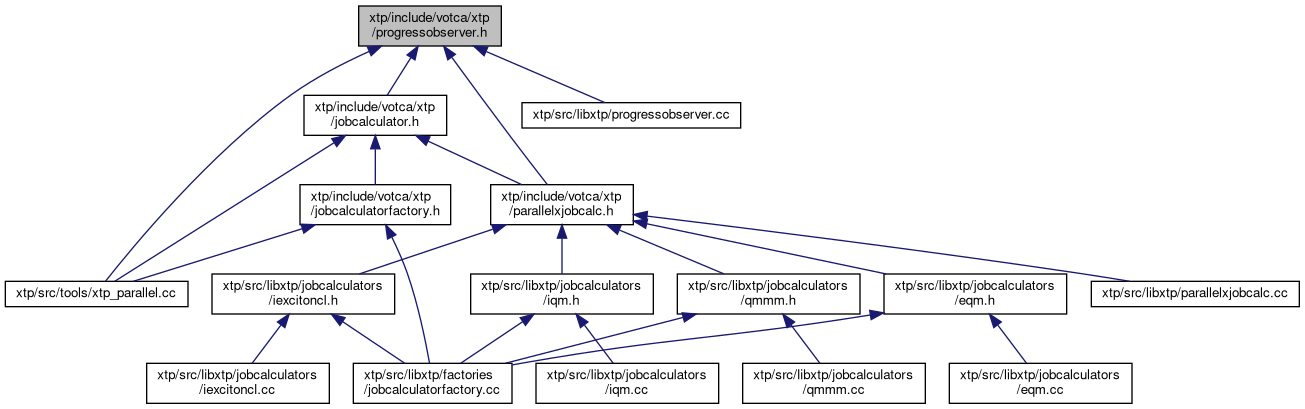 xtp/include/votca/xtp
/progressobserver.h
xtp/include/votca/xtp
/jobcalculator.h
xtp/src/libxtp/progressobserver.cc
xtp/include/votca/xtp
/jobcalculatorfactory.h
xtp/include/votca/xtp
/parallelxjobcalc.h
xtp/src/tools/xtp_parallel.cc
xtp/src/libxtp/jobcalculators
/iexcitoncl.h
xtp/src/libxtp/jobcalculators
/iqm.h
xtp/src/libxtp/jobcalculators
/qmmm.h
xtp/src/libxtp/jobcalculators
/eqm.h
xtp/src/libxtp/parallelxjobcalc.cc
xtp/src/libxtp/jobcalculators
/iexcitoncl.cc
xtp/src/libxtp/factories
/jobcalculatorfactory.cc
xtp/src/libxtp/jobcalculators
/iqm.cc
xtp/src/libxtp/jobcalculators
/qmmm.cc
xtp/src/libxtp/jobcalculators
/eqm.cc